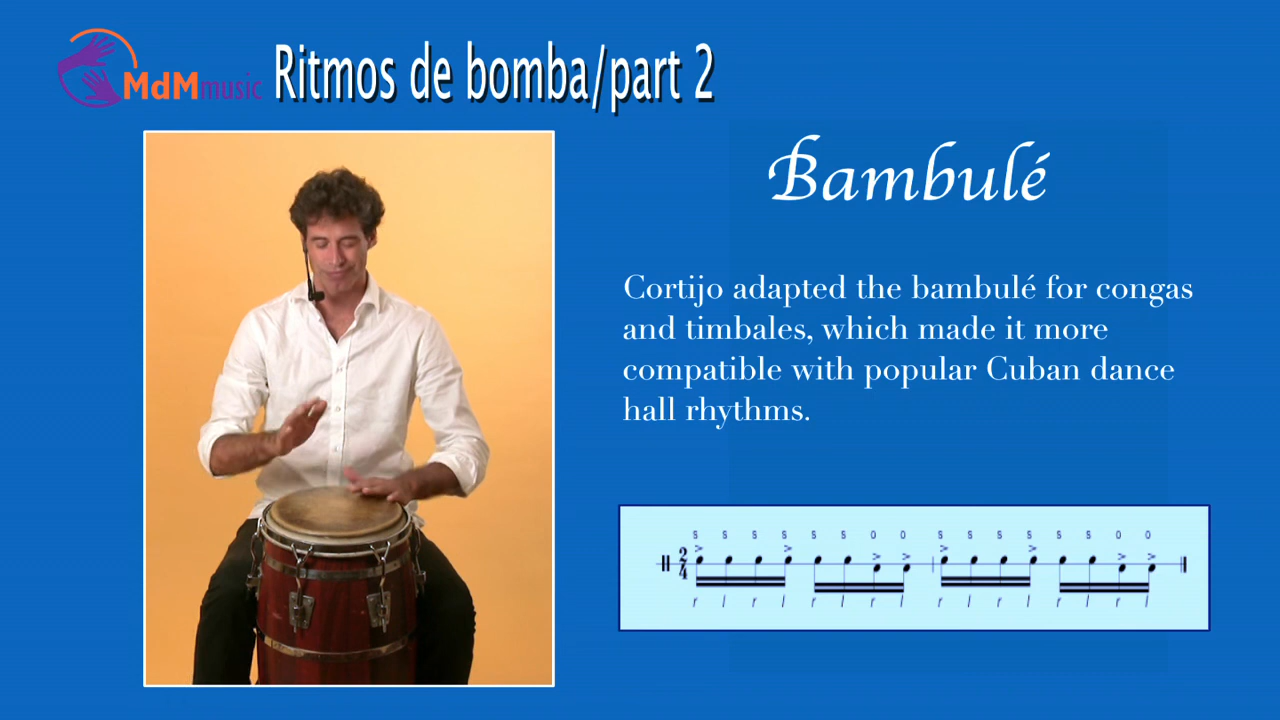 MdMmusic
Ritmos de bomba/part 2
Bambulé
Cortijo adapted the bambulé for congas
and timbales, which made it more
compatible with popular Cuban dance
hall rhythms.
s s s s s s o o s s s s s s o o
2
4
r l r l r l r l r l r l r l r l